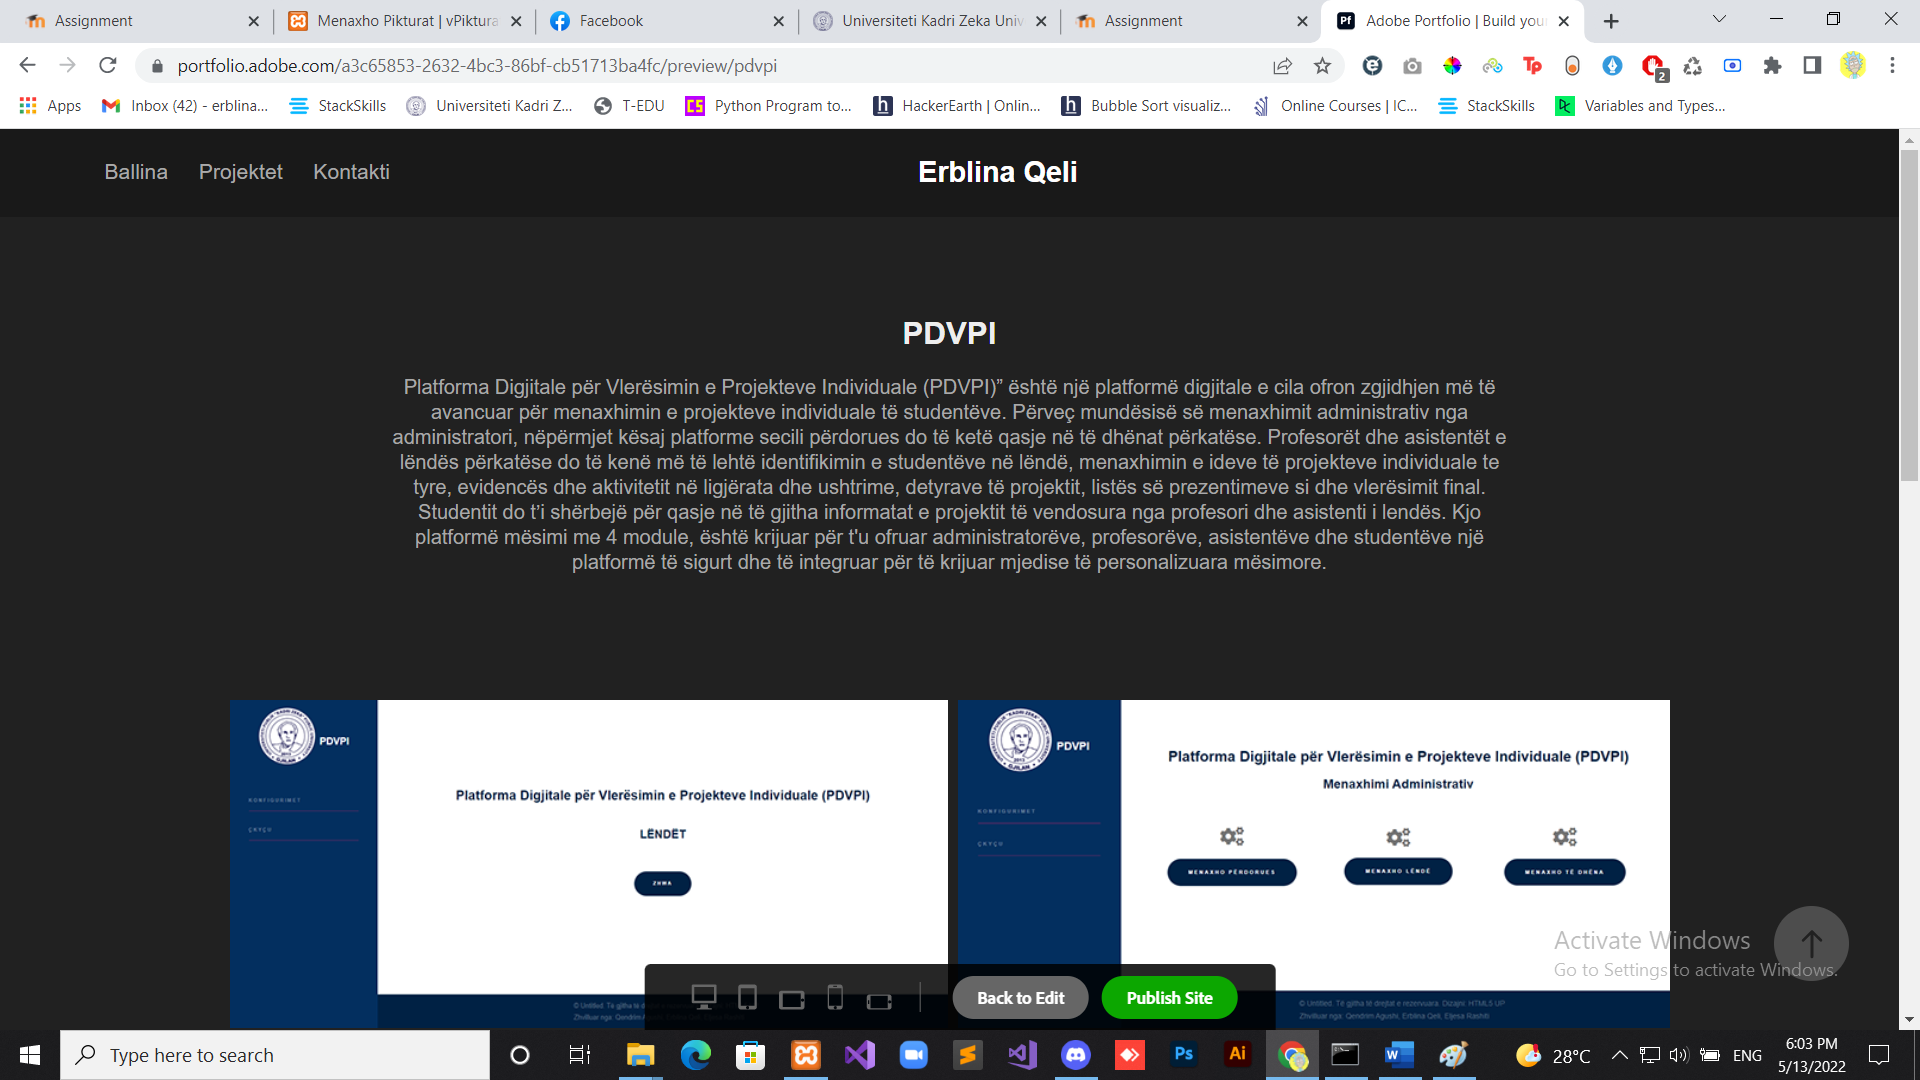 Assignment
Menaxho Pikturat | vPiktura
Facebook
Universiteti Kadri Zeka Univ
Assignment
Adobe Portfolio | Build your
portfolio.adobe.com/a3c65853-2632-4bc3-86bf-cb51713ba4fc/preview/pdvpi
2
Apps
Inbox (42) - erblina...
StackSkills
Universiteti Kadri Z...
T-EDU
Python Program to...
HackerEarth | Onlin...
Bubble Sort visualiz...
Online Courses | IC...
StackSkills
Variables and Types...
Ballina Projektet Kontakti
Erblina Qeli
PDVPI
Platforma Digjitale për Vlerësimin e Projekteve Individuale (PDVPI)” është një platformë digjitale e cila ofron zgjidhjen më të
avancuar për menaxhimin e projekteve individuale të studentëve. Përveç mundësisë së menaxhimit administrativ nga
administratori, nëpërmjet kësaj platforme secili përdorues do të ketë qasje në të dhënat përkatëse. Profesorët dhe asistentët e
lëndës përkatëse do të kenë më të lehtë identifikimin e studentëve në lëndë, menaxhimin e ideve të projekteve individuale te
tyre, evidencës dhe aktivitetit në ligjërata dhe ushtrime, detyrave të projektit, listës së prezentimeve si dhe vlerësimit final.
Studentit do t’i shërbejë për qasje në të gjitha informatat e projektit të vendosura nga profesori dhe asistenti i lendës. Kjo
platformë mësimi me 4 module, është krijuar për t'u ofruar administratorëve, profesorëve, asistentëve dhe studentëve një
platformë të sigurt dhe të integruar për të krijuar mjedise të personalizuara mësimore.
PDVPI
KONFIGURIMET
ÇKYÇU
Platforma Digjitale për Vlerësimin e Projekteve Individuale (PDVPI)
LËNDËT
ZHWA
PDVPI
KONFIGURIMET
ÇKYÇU
Platforma Digjitale për Vlerësimin e Projekteve Individuale (PDVPI)
Menaxhimi Administrativ
MENAXHO PËRDORUES
MENAXHO LËNDË
MENAXHO TË DHËNA
© Untitled. Të gjitha të drejtat e rezervuara. Dizajni: HTML5 UP
Zhvilluar nga: Qendrim Agushi, Erblina Qeli, Eljesa Rashiti
Back to Edit
Publish Site
Activate Windows
Go to Settings to activate Windows.
Type here to search
Ps
Ai
28°C
ENG
6:03 PM
5/13/2022